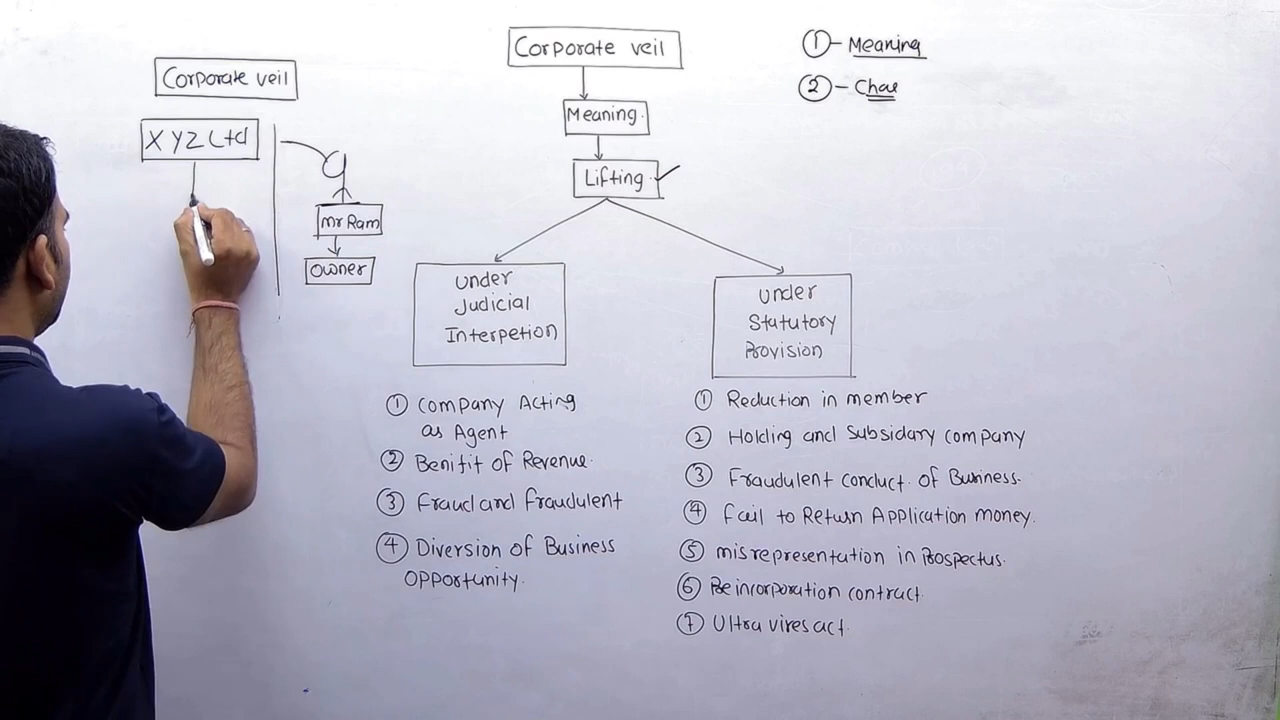 Corporate veil
XYZ Ltd
Mr Ram
Owner
Corporate veil
Meaning.
Lifting
Under
Judicial
Interpetion
① Company Acting
as Agent
② Benifit of Revenue.
③ Fraud and Fraudulent
④ Diversion of Business
Opportunity.
Under
Statutory
Provision
① Reduction in member
② Holding and Subsidary company
③ Fraudulent conduct of Business.
④ Fail to Return Application money.
⑤ misrepresentation in Prospectus.
⑥ Preincorporation contract.
⑦ Ultra vires act.
① - Meaning
② - Char